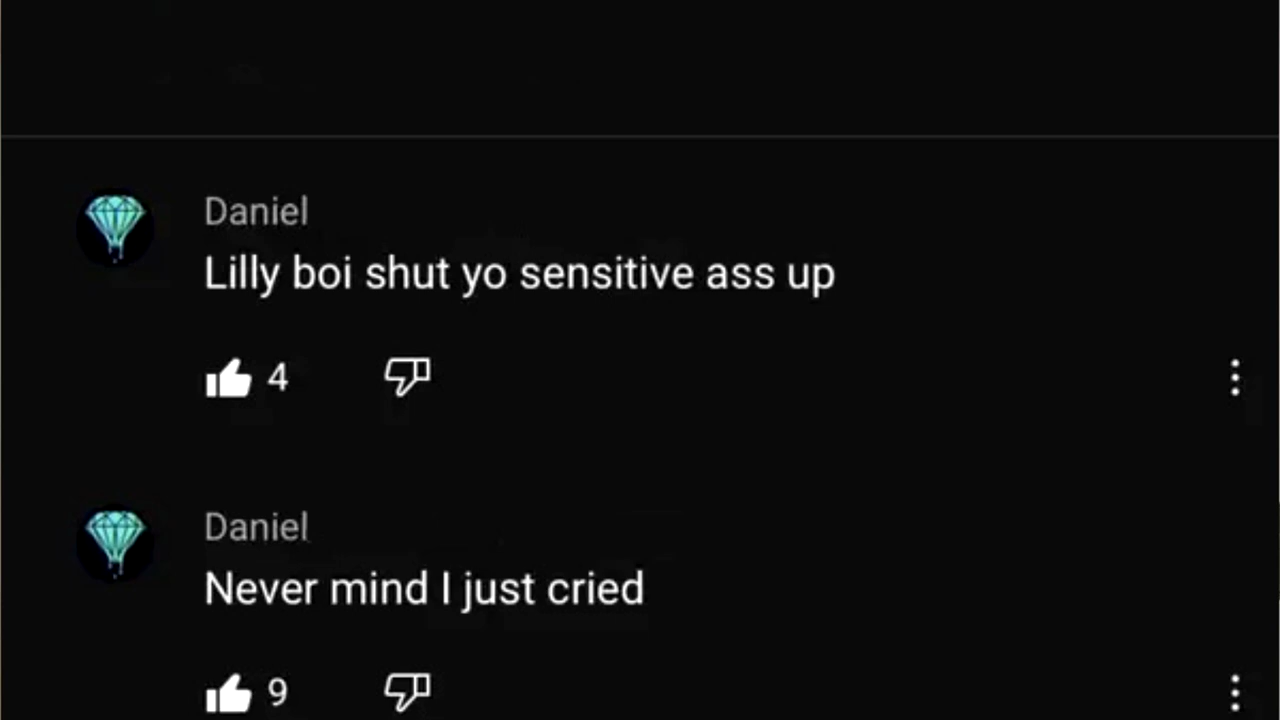 Daniel
Lilly boi shut yo sensitive ass up
4
Daniel
Never mind I just cried
9